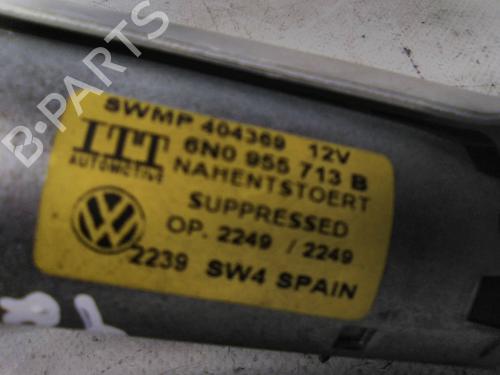 B-PARTS
SWMP 404369 12V
ITT 6N0 955 713 B
AUTOMOTIVE NAHENTSTOERT
SUPPRESSED
OP. 2249 / 2249
2239 SW4 SPAIN